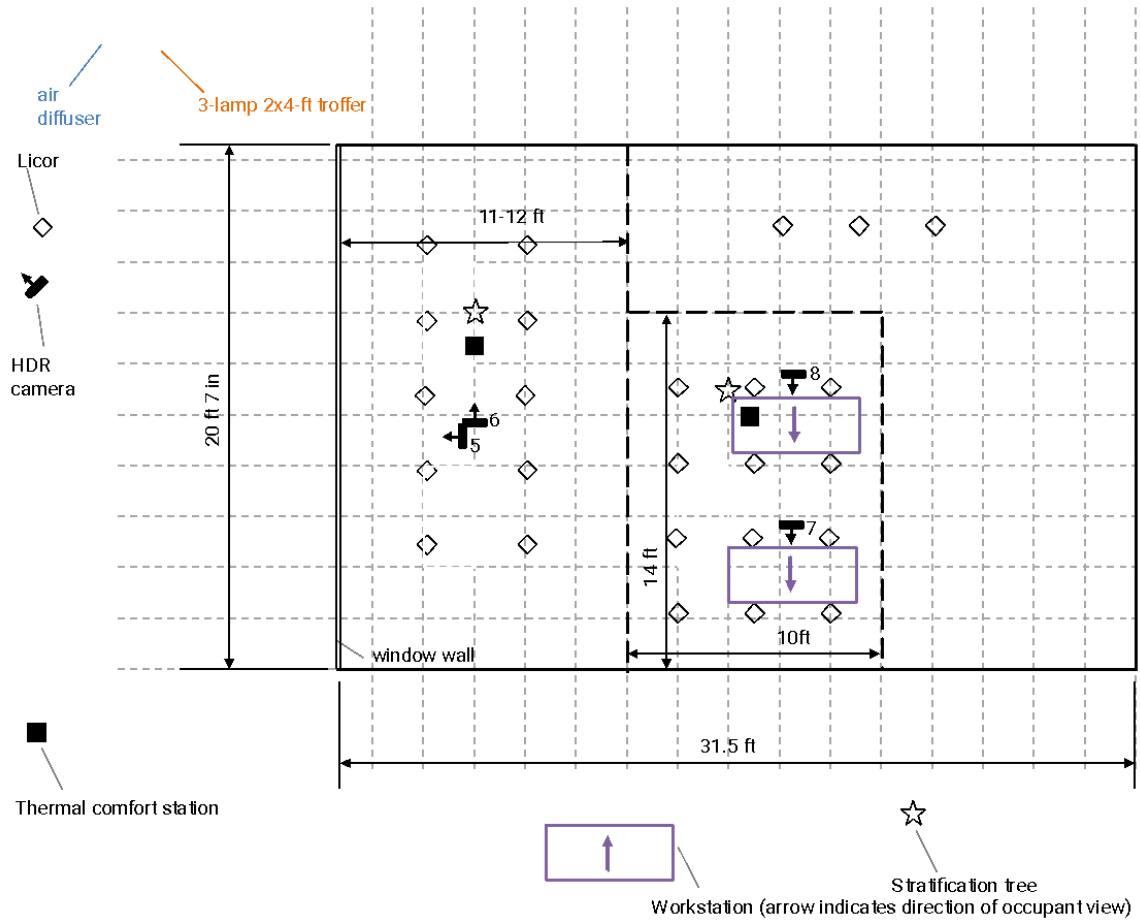 air
diffuser
3-lamp 2x4-ft troffer
Licor
HDR
camera
11-12 ft
20 ft 7 in
8
6
5
7
14 ft
10ft
window wall
31.5 ft
Thermal comfort station
Stratification tree
Workstation (arrow indicates direction of occupant view)